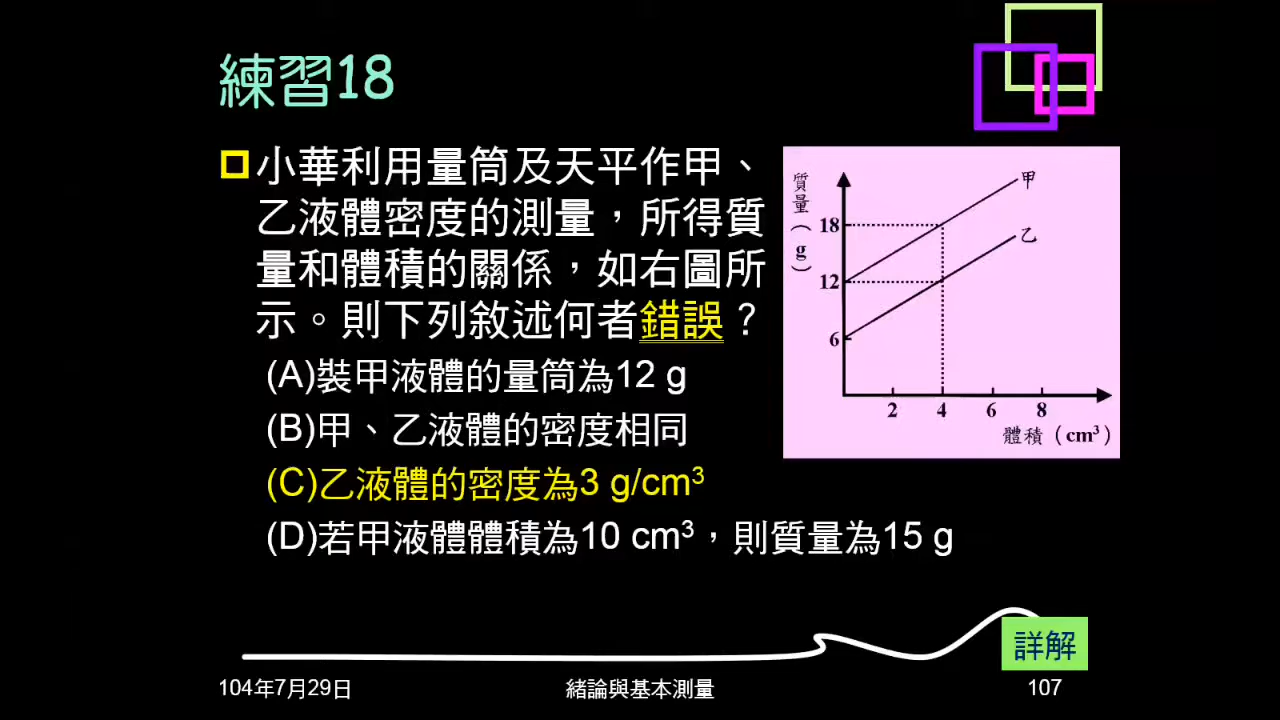 練習18
小華利用量筒及天平作甲、
乙液體密度的測量，所得質
量和體積的關係，如右圖所
示。則下列敘述何者錯誤？
(A)裝甲液體的量筒為12 g
(B)甲、乙液體的密度相同
(C)乙液體的密度為3 g/cm³
(D)若甲液體體積為10 cm³，則質量為15 g
質量（g）
甲
18
乙
12
6
2 4 6 8
體積（cm³）
詳解
104年7月29日 緒論與基本測量 107